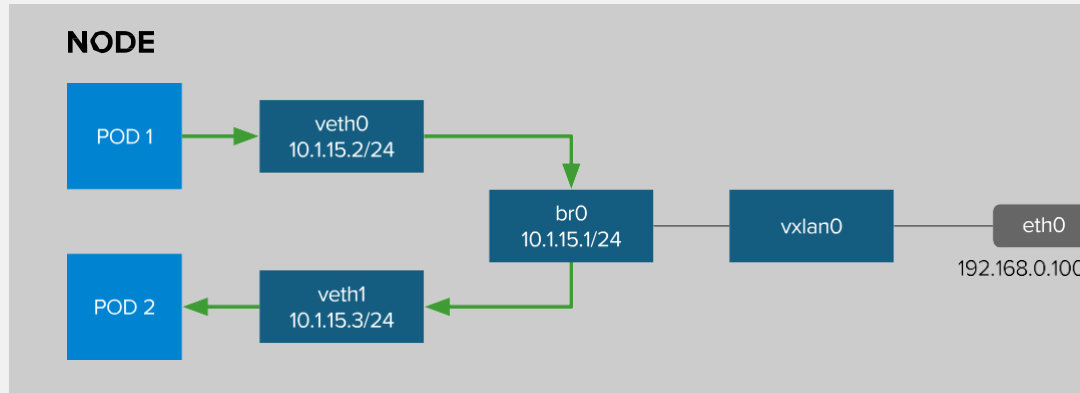 NODE
POD 1
veth0
10.1.15.2/24
br0
10.1.15.1/24
vxlan0
eth0
192.168.0.100
POD 2
veth1
10.1.15.3/24